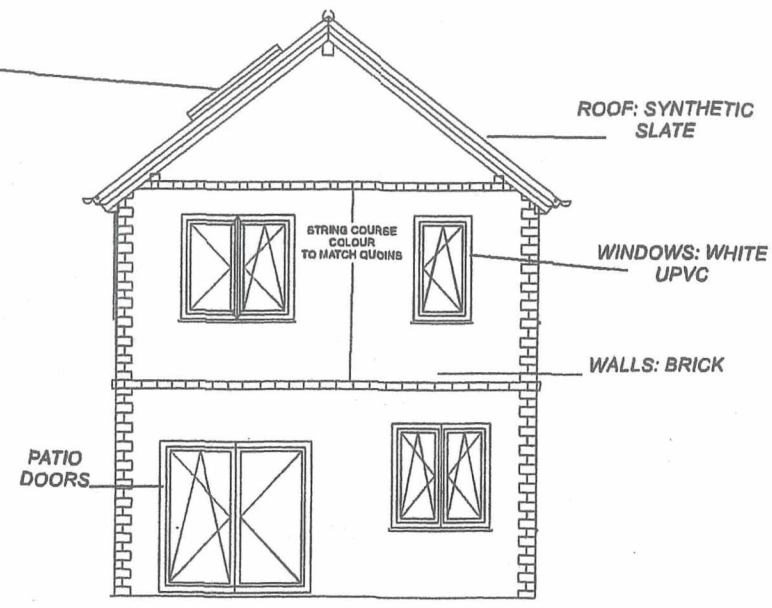 ROOF: SYNTHETIC
SLATE
STRING COURSE
COLOUR
TO MATCH QUOINS
WINDOWS: WHITE
UPVC
WALLS: BRICK
PATIO
DOORS